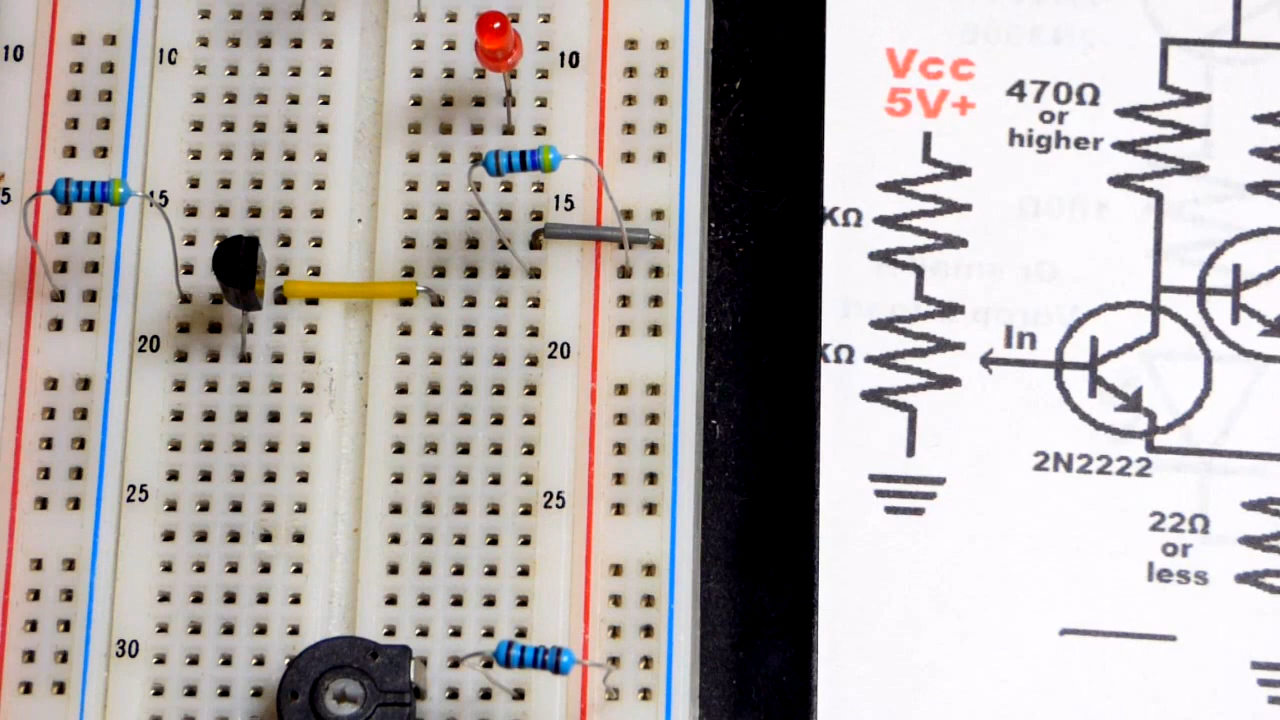 10
10
10
5
15
15
20
20
25
25
30
Vcc
5V+
470Ω
or
higher
KΩ
KΩ
In
2N2222
22Ω
or
less